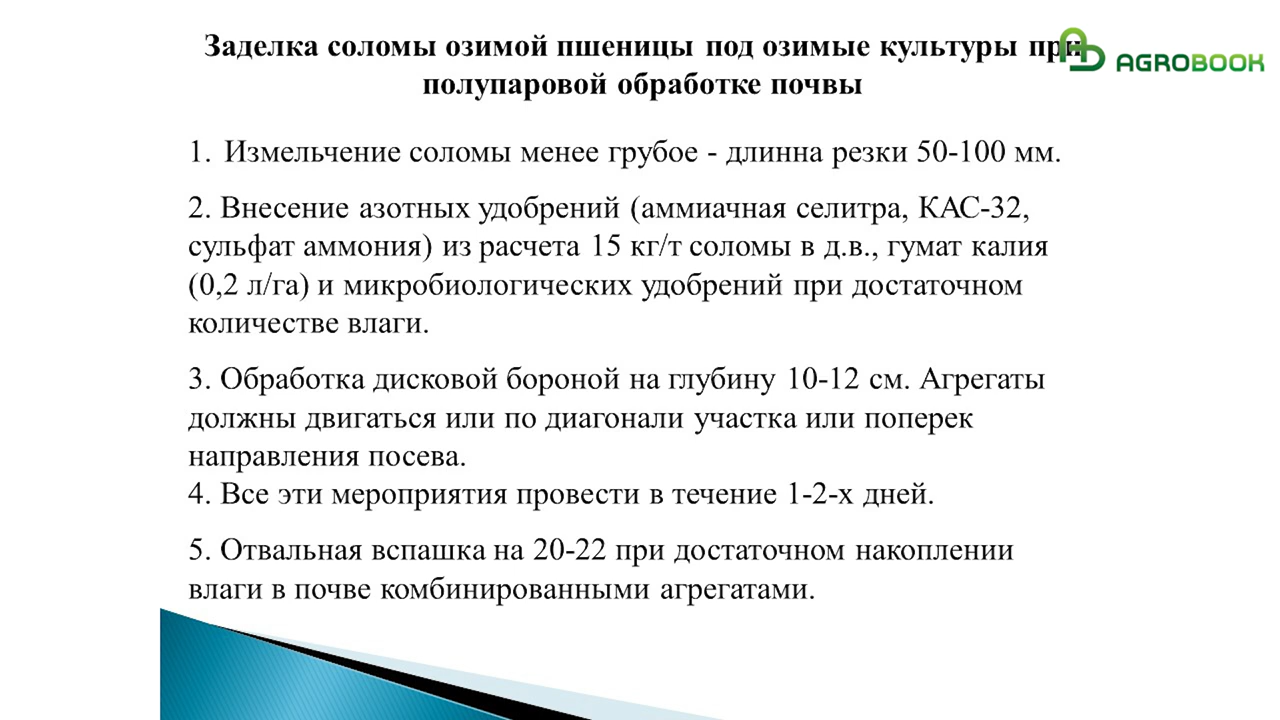 Заделка соломы озимой пшеницы под озимые культуры при
полупаровой обработке почвы
AGROBOOK
1. Измельчение соломы менее грубое - длинна резки 50-100 мм.
2. Внесение азотных удобрений (аммиачная селитра, КАС-32,
сульфат аммония) из расчета 15 кг/т соломы в д.в., гумат калия
(0,2 л/га) и микробиологических удобрений при достаточном
количестве влаги.
3. Обработка дисковой бороной на глубину 10-12 см. Агрегаты
должны двигаться или по диагонали участка или поперек
направления посева.
4. Все эти мероприятия провести в течение 1-2-х дней.
5. Отвальная вспашка на 20-22 при достаточном накоплении
влаги в почве комбинированными агрегатами.